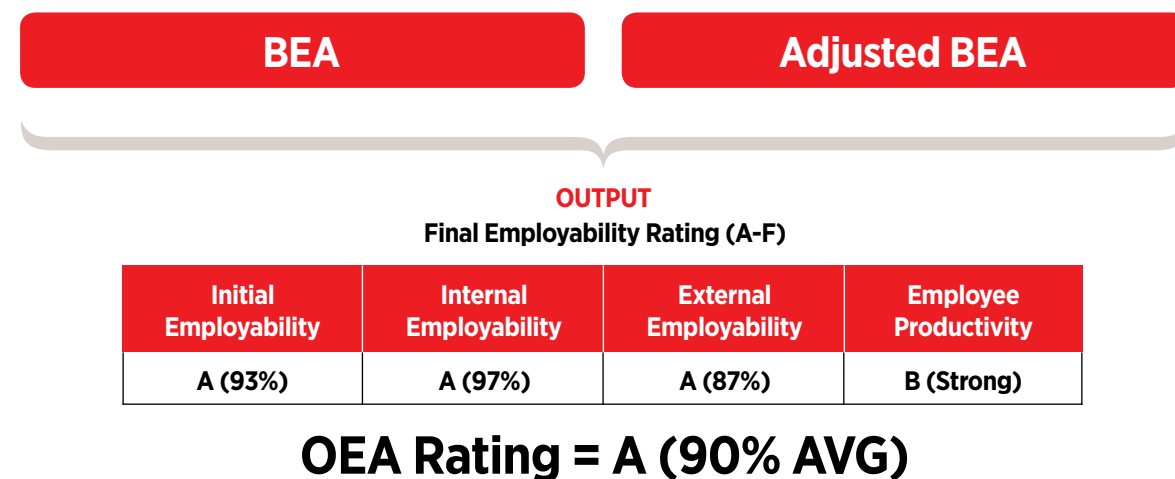 BEA
Adjusted BEA
OUTPUT
Final Employability Rating (A-F)
Initial
Employability
Internal
Employability
External
Employability
Employee
Productivity
A (93%)
A (97%)
A (87%)
B (Strong)
OEA Rating = A (90% AVG)